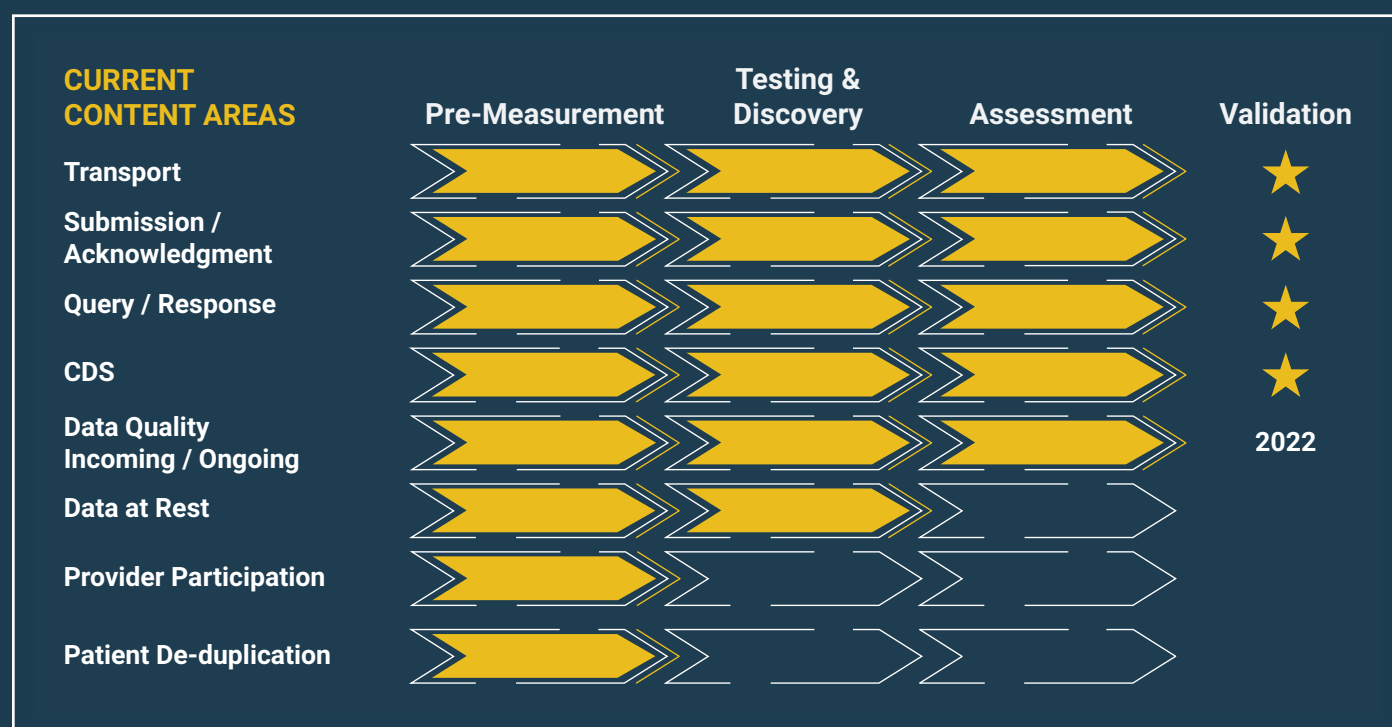 CURRENT
CONTENT AREAS
Pre-Measurement
Testing &
Discovery
Assessment
Validation
Transport
Submission /
Acknowledgment
Query / Response
CDS
Data Quality
Incoming / Ongoing
2022
Data at Rest
Provider Participation
Patient De-duplication